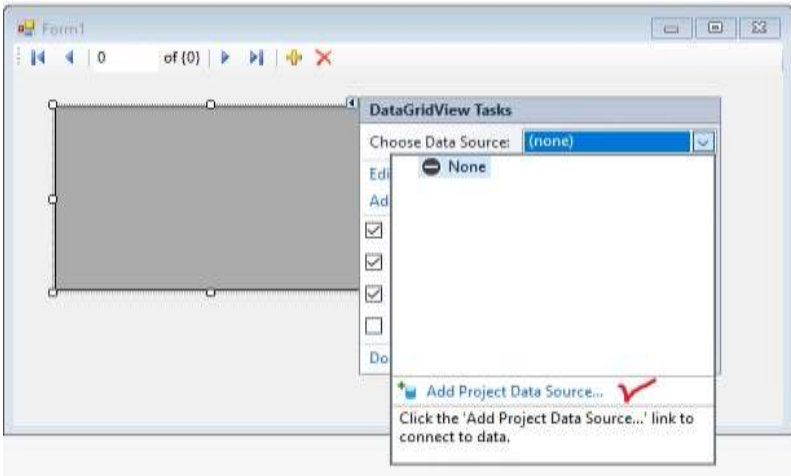 Form1
0 of {0}
DataGridView Tasks
Choose Data Source: (none)
None
Edi
Ad
Do
Add Project Data Source...
Click the 'Add Project Data Source...' link to
connect to data.